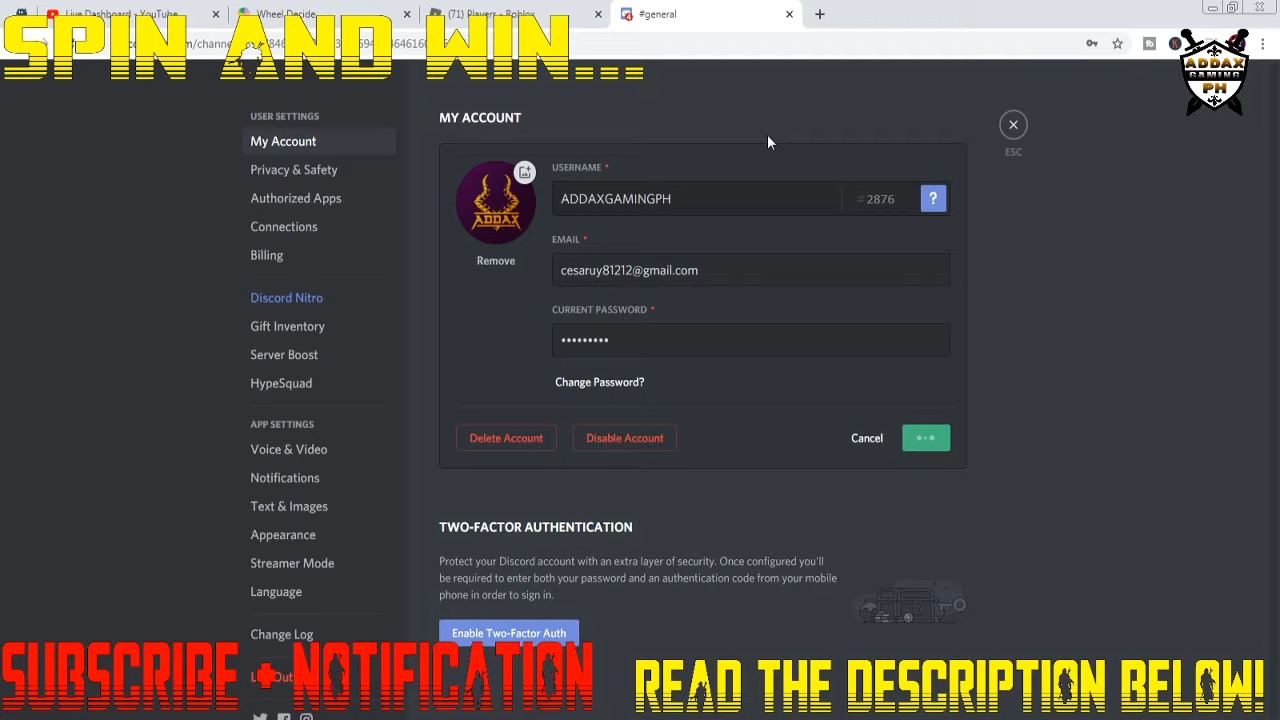 Live Dashboard - YouTube
Wheel Decide
(71) Players - Roblox
#general
SPIN AND WIN...
ADDAX
GAMING
PH
USER SETTINGS
My Account
Privacy & Safety
Authorized Apps
Connections
Billing
Discord Nitro
Gift Inventory
Server Boost
HypeSquad
APP SETTINGS
Voice & Video
Notifications
Text & Images
Appearance
Streamer Mode
Language
Change Log
MY ACCOUNT
ESC
ADDAX
Remove
USERNAME *
ADDAXGAMINGPH
#2876
?
EMAIL *
cesaruy81212@gmail.com
CURRENT PASSWORD *
•••••••••
Change Password?
Delete Account
Disable Account
Cancel
TWO-FACTOR AUTHENTICATION
Protect your Discord account with an extra layer of security. Once configured you'll
be required to enter both your password and an authentication code from your mobile
phone in order to sign in.
Enable Two-Factor Auth
SUBSCRIBE + NOTIFICATION
READ THE DESCRIPTION BELOW!